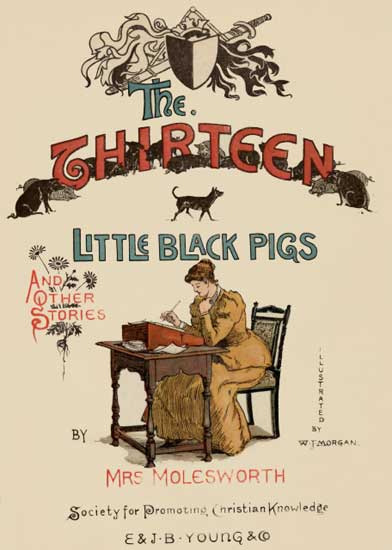 The.
THIRTEEN
LITTLE BLACK PIGS
AND
OTHER
STORIES
ILLUSTRATED
BY
W. J. MORGAN.
BY
MRS MOLESWORTH
Society for Promoting Christian Knowledge
E & J · B · YOUNG & Co